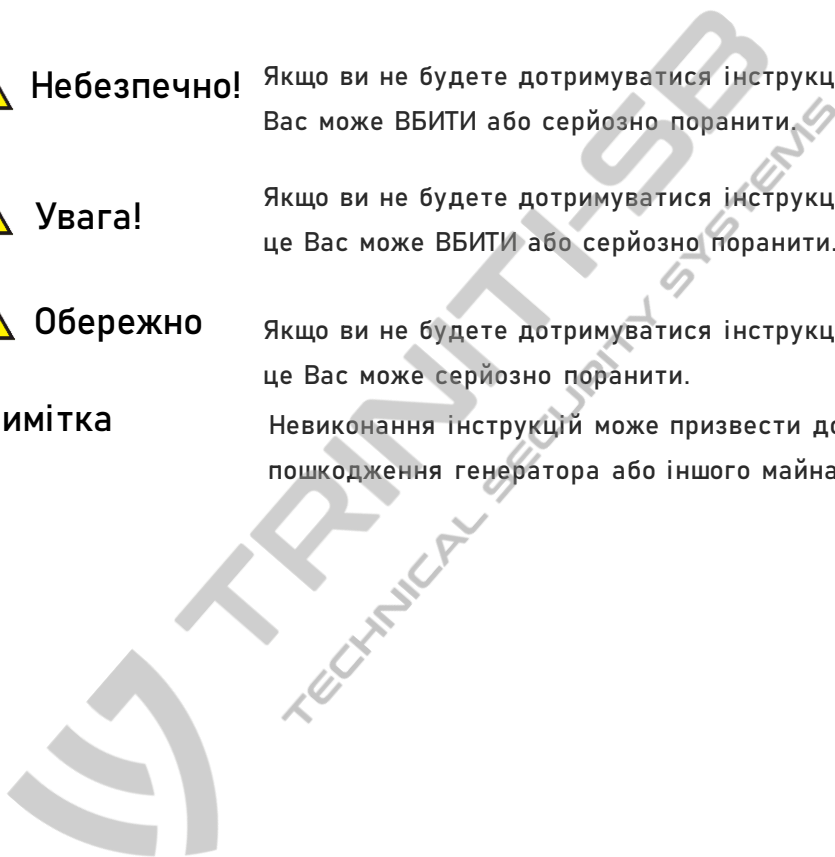 Небезпечно! Якщо ви не будете дотримуватися інструкц
Вас може ВБИТИ або серйозно поранити.
Увага! Якщо ви не будете дотримуватися інструкц
це Вас може ВБИТИ або серйозно поранити.
Обережно Якщо ви не будете дотримуватися інструкц
це Вас може серйозно поранити.
имітка Невиконання інструкцій може призвести до
пошкодження генератора або іншого майна
TRINITI-SB
TECHNICAL SECURITY SYSTEMS